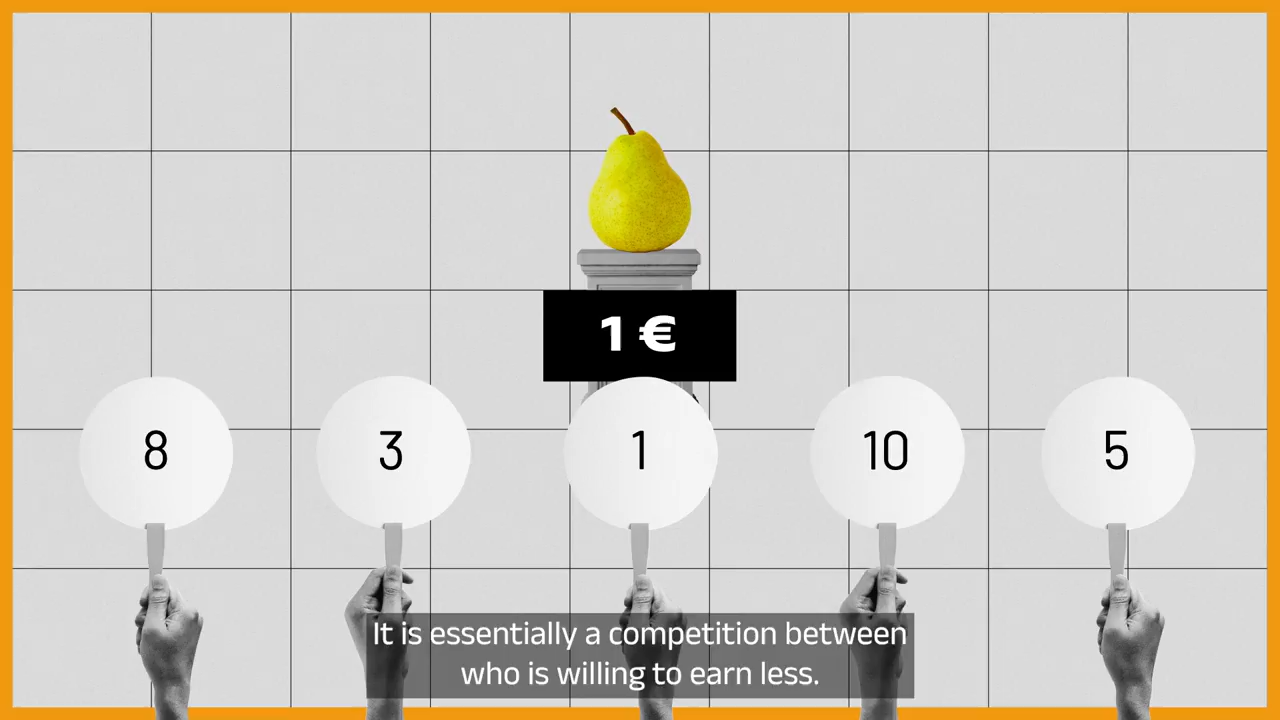 1 €
8 3 1 10 5
It is essentially a competition between
who is willing to earn less.